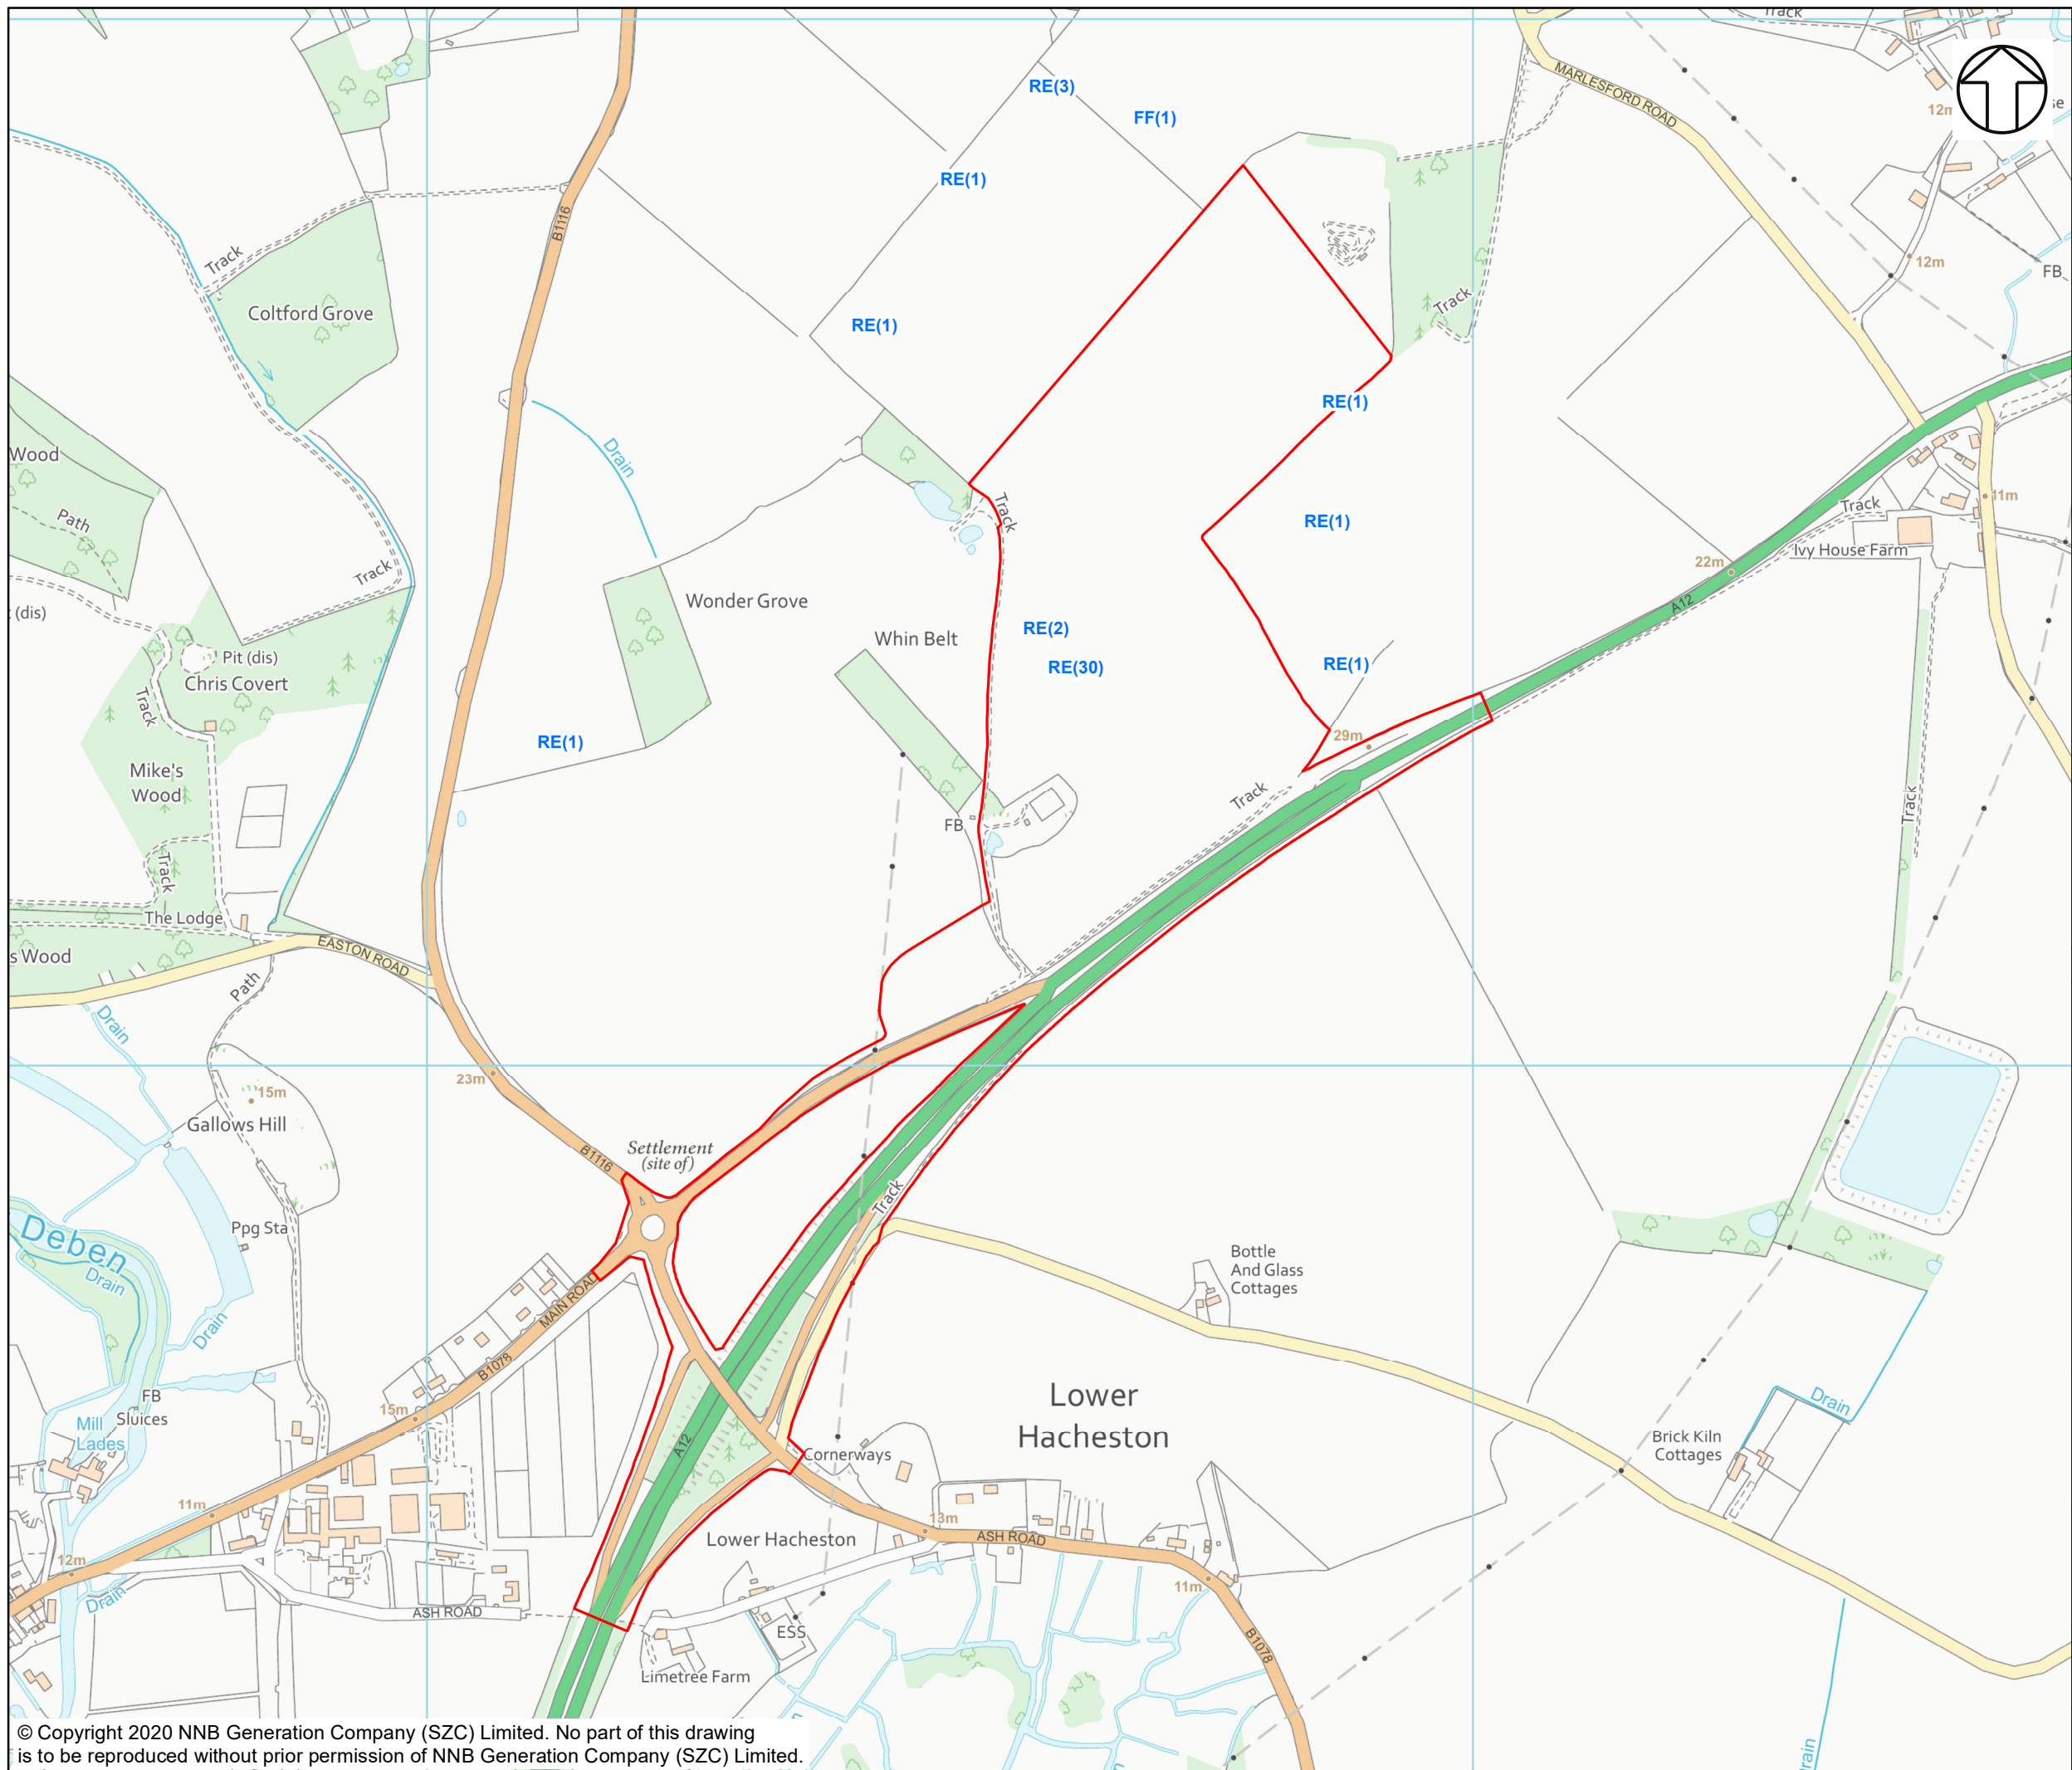 Track
MARLESFORD ROAD
RE(3)
FF(1)
12m
B1116
RE(1)
Track
12m
FB
Coltford Grove
Track
RE(1)
RE(1)
Drain
Wood
Path
Track
11m
Track
RE(1)
Ivy House Farm
22m
A12
Track
(dis)
Wonder Grove
RE(2)
Whin Belt
RE(30)
RE(1)
Pit (dis)
Chris Covert
Track
RE(1)
29m
Mike's
Wood
Track
Track
FB
Track
The Lodge
EASTON ROAD
s Wood
Path
Drain
23m
15m
Gallows Hill
B1116
Settlement
(site of)
Track
Ppg Sta
Deben
Drain
Drain
MAIN ROAD
B1078
Bottle
And Glass
Cottages
FB
Sluices
15m
Mill
Lades
A12
Lower
Hacheston
Cornerways
Drain
Brick Kiln
Cottages
11m
13m
ASH ROAD
Lower Hacheston
12m
Drain
11m
ASH ROAD
ESS
B1078
Limetree Farm
Drain
© Copyright 2020 NNB Generation Company (SZC) Limited. No part of this drawing
is to be reproduced without prior permission of NNB Generation Company (SZC) Limited.